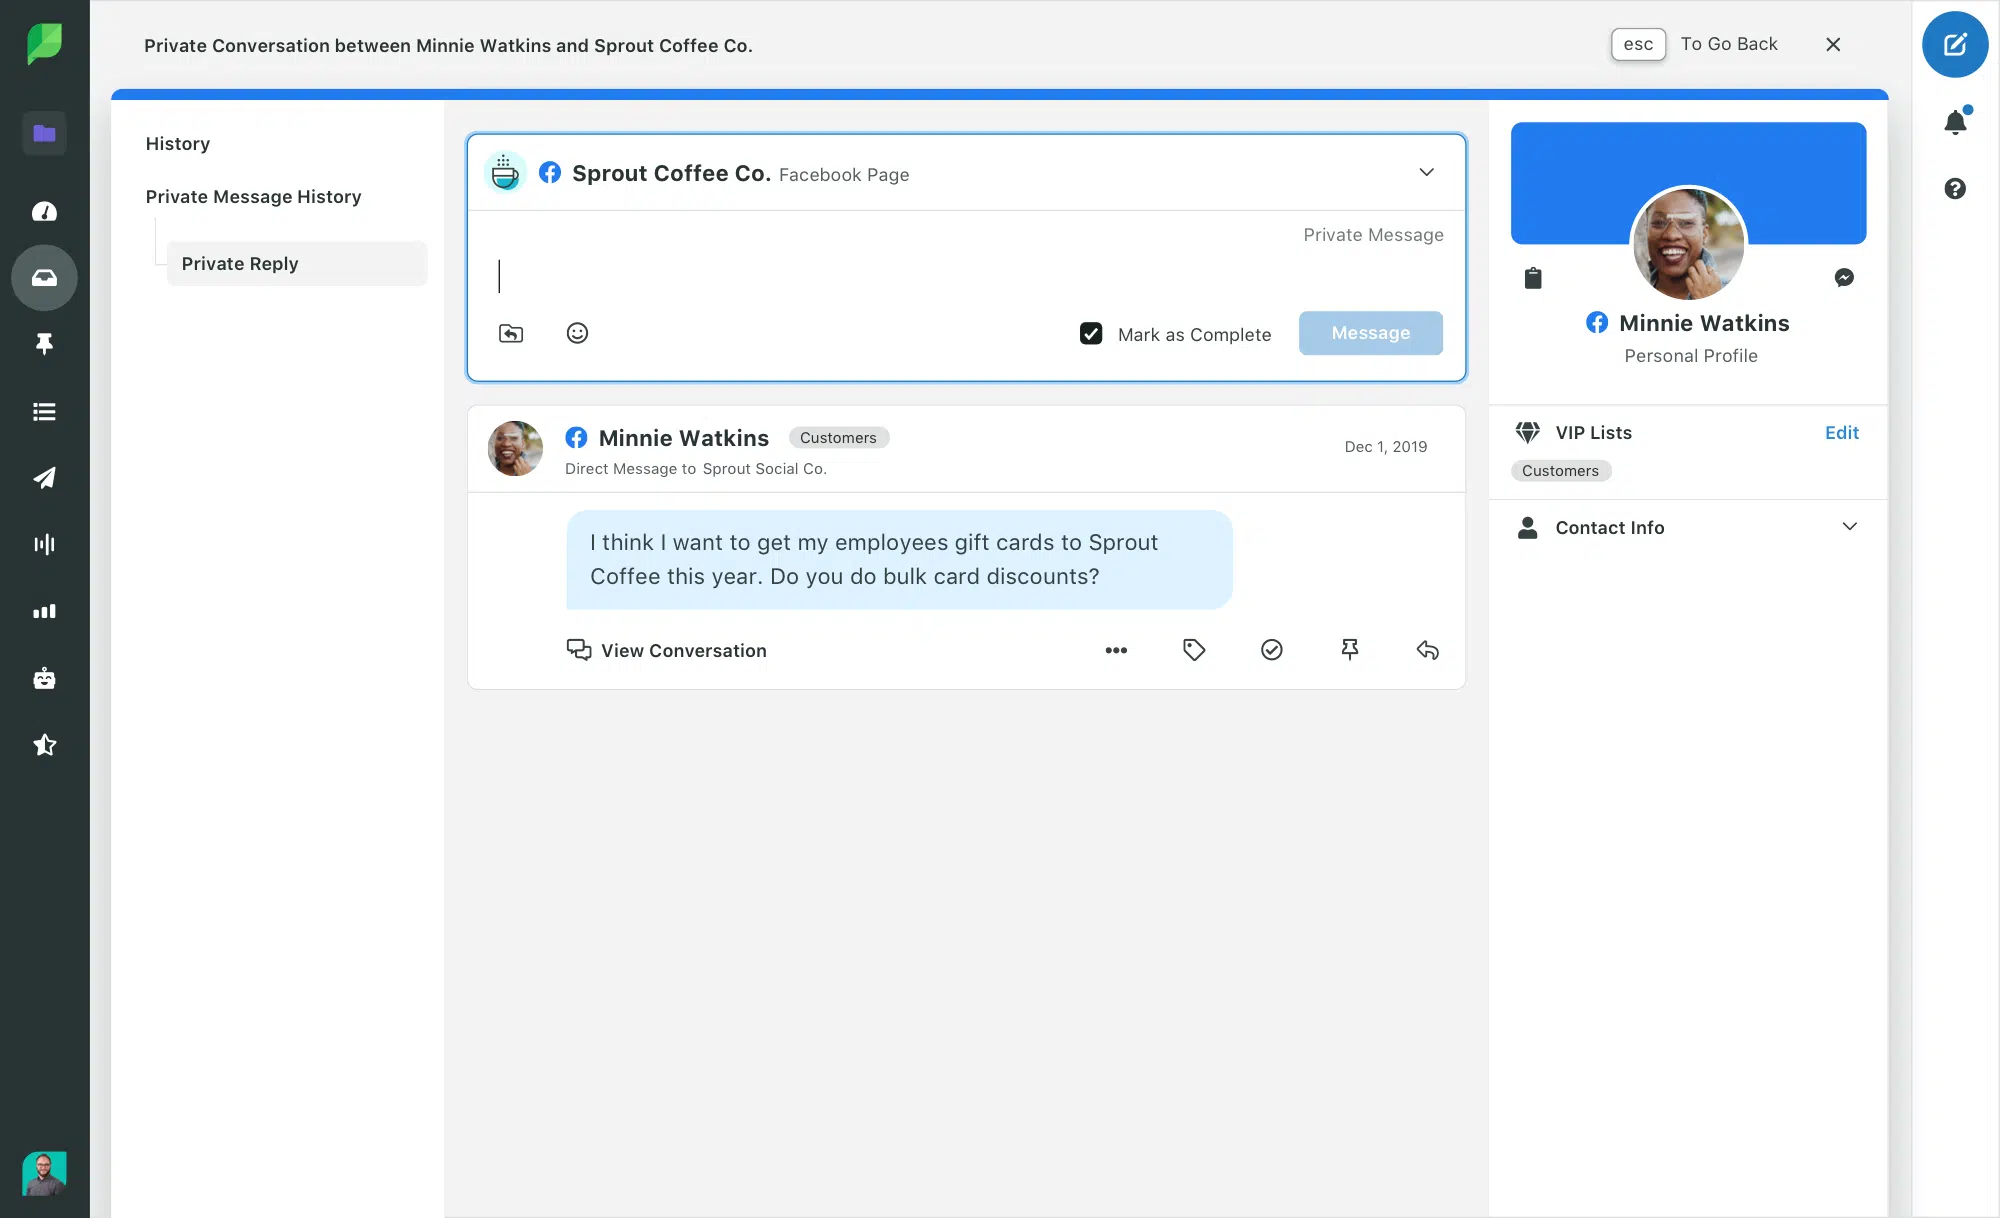 Private Conversation between Minnie Watkins and Sprout Coffee Co.
esc To Go Back
History
Private Message History
Private Reply
Sprout Coffee Co. Facebook Page
Private Message
Mark as Complete
Message
Minnie Watkins Customers
Direct Message to Sprout Social Co.
Dec 1, 2019
I think I want to get my employees gift cards to Sprout
Coffee this year. Do you do bulk card discounts?
View Conversation
Minnie Watkins
Personal Profile
VIP Lists Edit
Customers
Contact Info